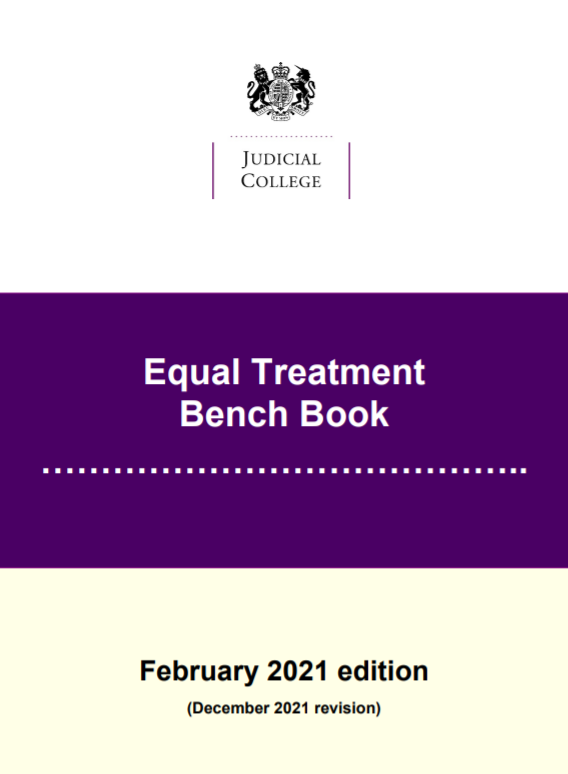 JUDICIAL
COLLEGE
Equal Treatment
Bench Book
February 2021 edition
(December 2021 revision)